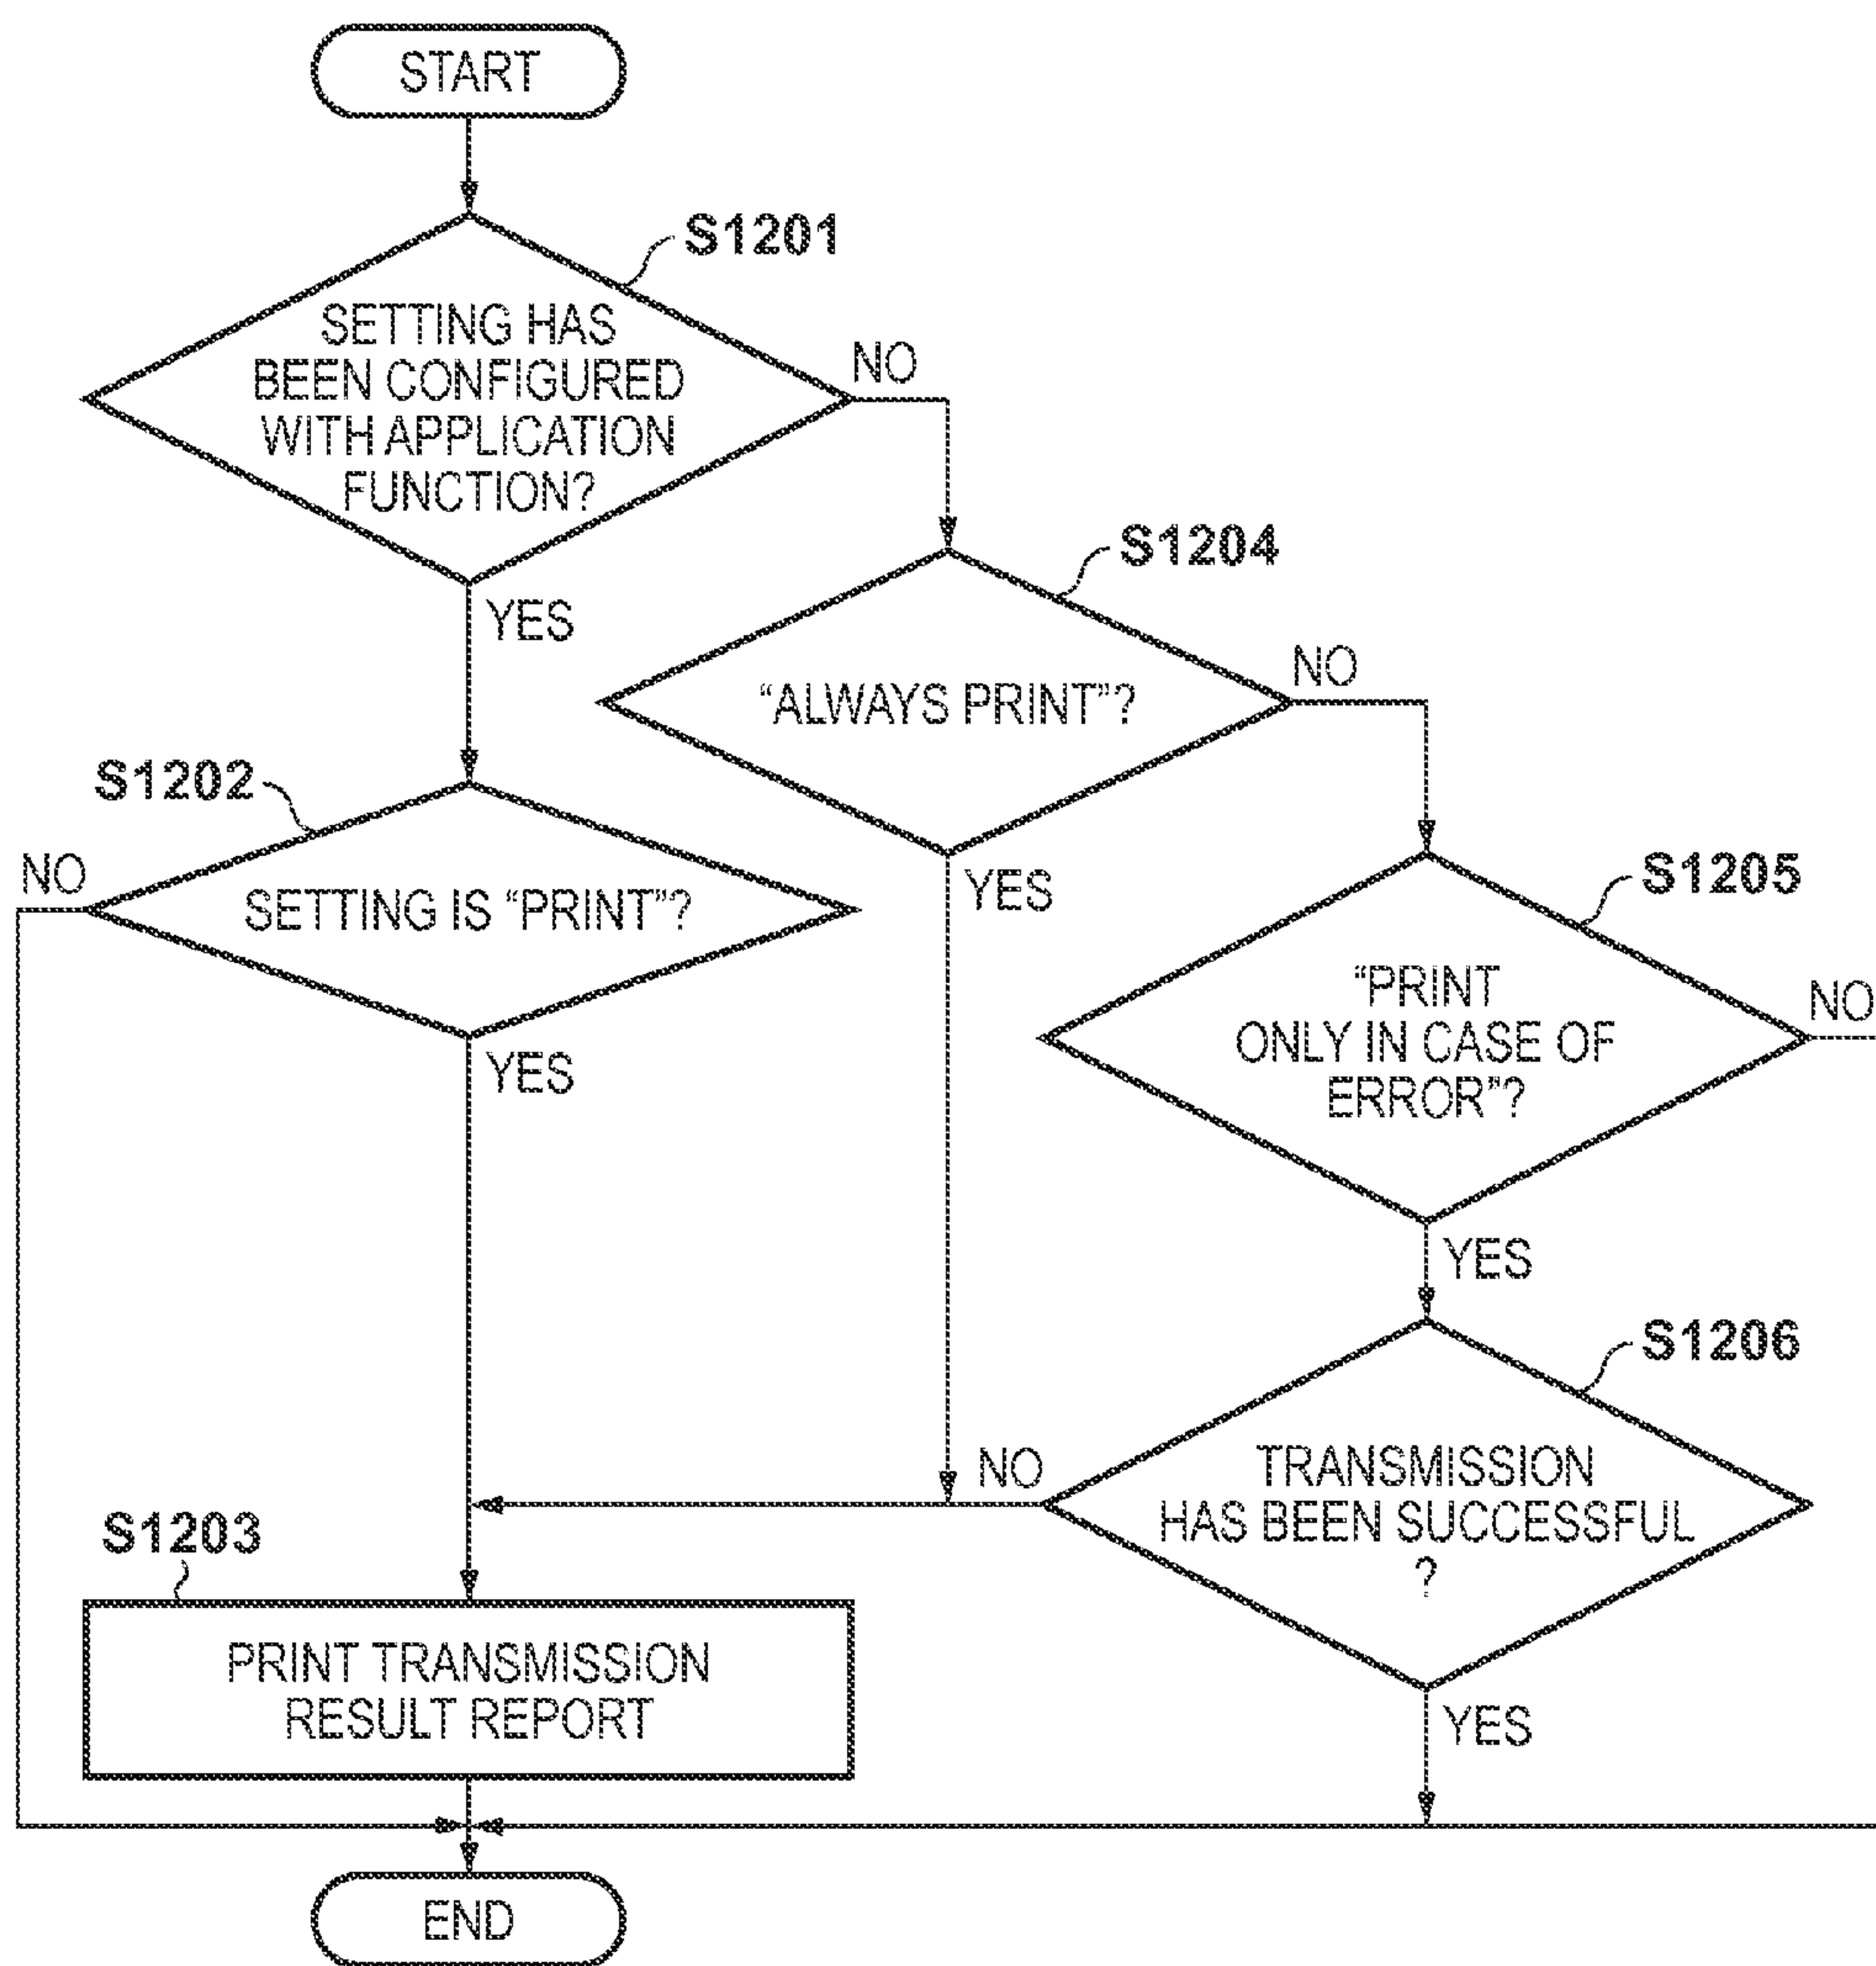 START
S1201
SETTING HAS
BEEN CONFIGURED
WITH APPLICATION
FUNCTION?
NO
YES
S1204
“ALWAYS PRINT”?
NO
YES
S1202
SETTING IS “PRINT”?
NO
YES
S1205
“PRINT
ONLY IN CASE OF
ERROR”?
NO
YES
S1206
TRANSMISSION
HAS BEEN SUCCESSFUL
?
NO
YES
S1203
PRINT TRANSMISSION
RESULT REPORT
END